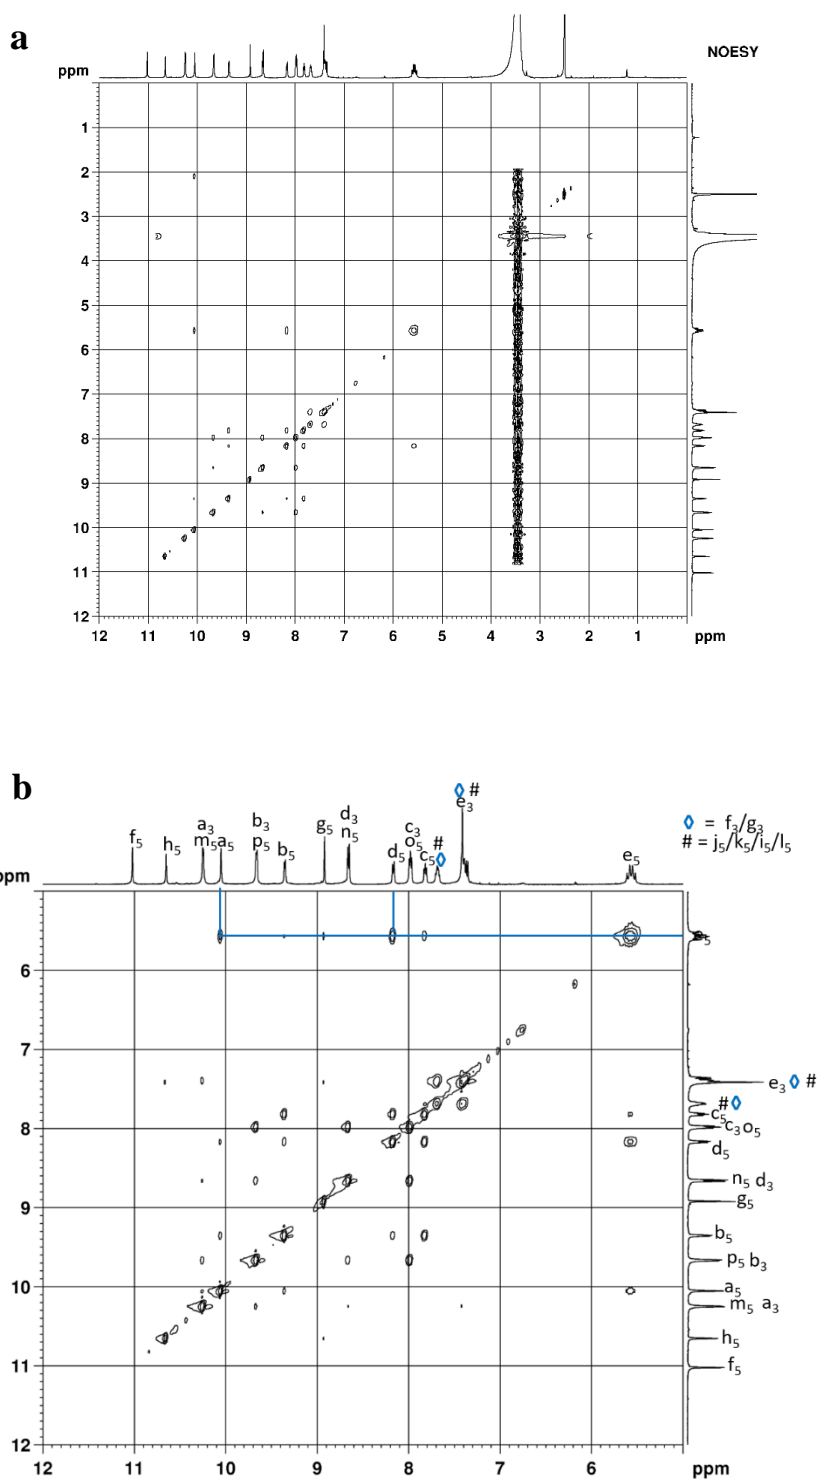 a
NOESY
ppm
1
2
3
4
5
6
7
8
9
10
11
12
12 11 10 9 8 7 6 5 4 3 2 1 ppm
b
◊ #
e3
◊ = f3/g3
# = j5/k5/i5/l5
f5 h5 a3 m5 a5 b3 p5 b5 g5 d3 n5 d5 c3 o5 c5 # ◊ e5
ppm
5
6
7
e3 ◊ #
# ◊
8
c5
c3 o5
d5
n5 d3
9
g5
b5
p5 b3
10
a5
m5 a3
h5
11
f5
12
12 11 10 9 8 7 6 ppm